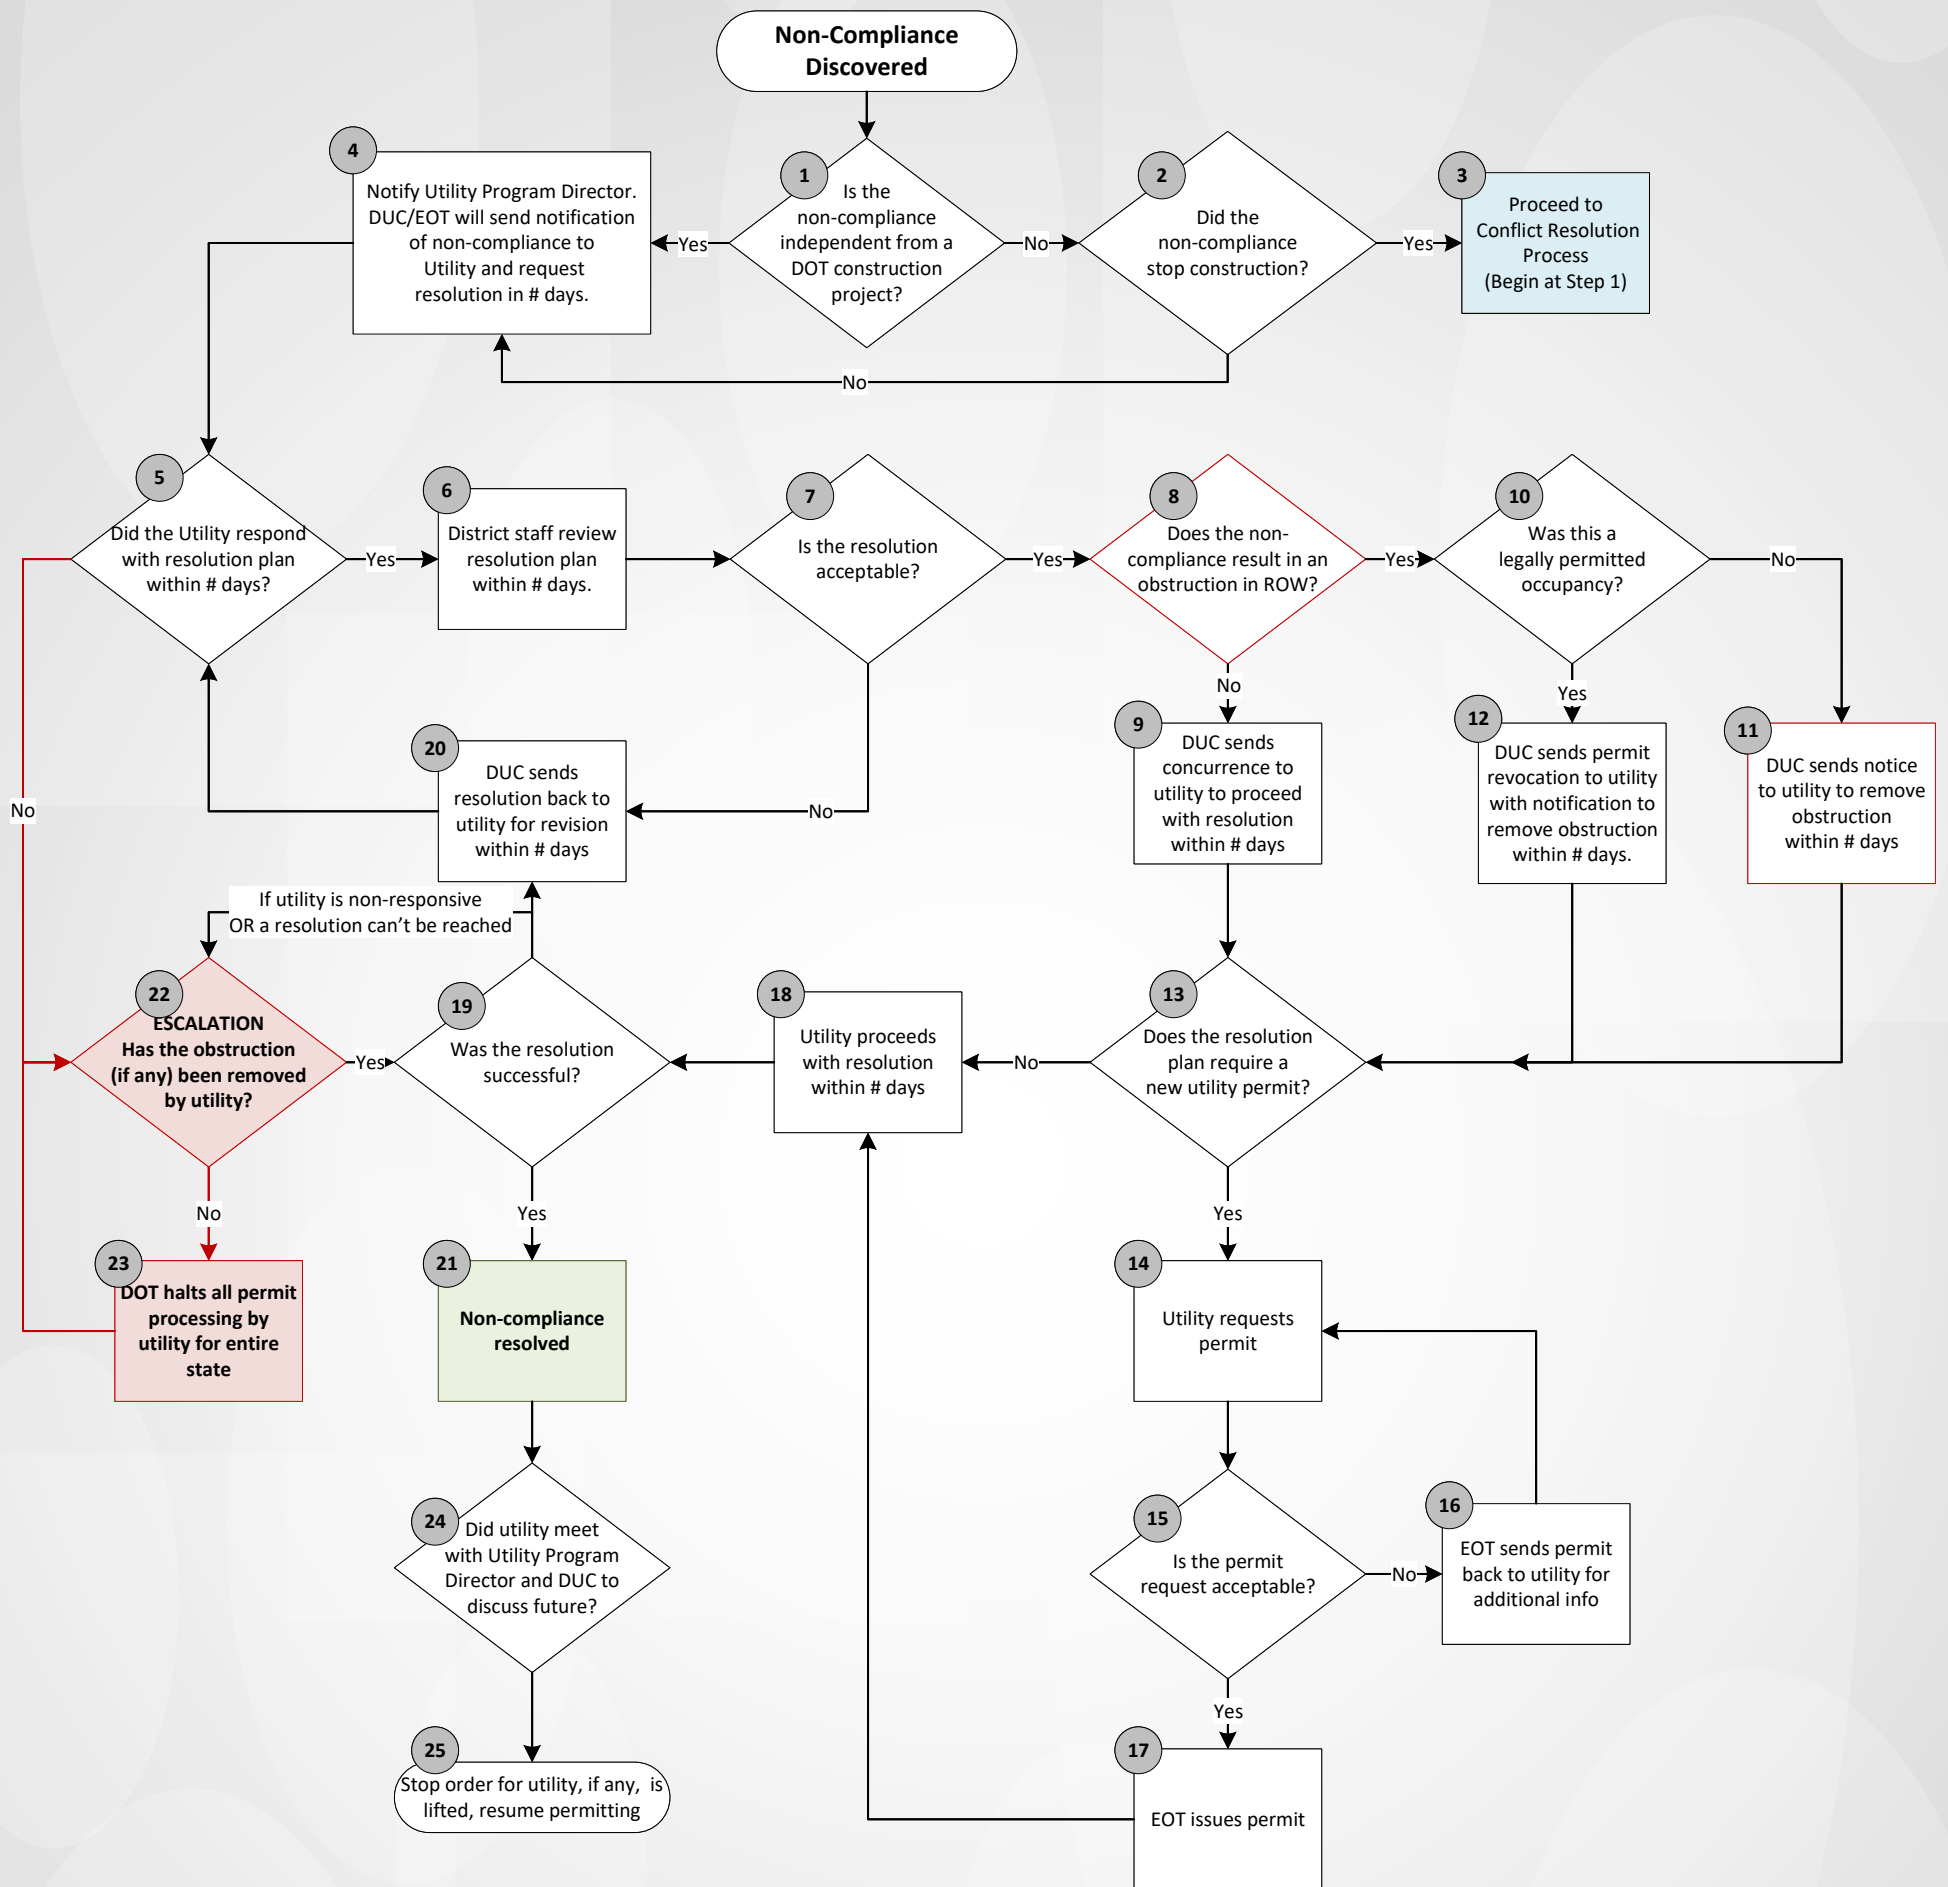 Non-Compliance
Discovered
1
Is the
non-compliance
independent from a
DOT construction
project?
Yes
No
2
Did the
non-compliance
stop construction?
Yes
No
3
Proceed to
Conflict Resolution
Process
(Begin at Step 1)
4
Notify Utility Program Director.
DUC/EOT will send notification
of non-compliance to
Utility and request
resolution in # days.
5
Did the Utility respond
with resolution plan
within # days?
Yes
No
6
District staff review
resolution plan
within # days.
7
Is the resolution
acceptable?
Yes
No
8
Does the non-
compliance result in an
obstruction in ROW?
Yes
No
10
Was this a
legally permitted
occupancy?
No
Yes
9
DUC sends
concurrence to
utility to proceed
with resolution
within # days
12
DUC sends permit
revocation to utility
with notification to
remove obstruction
within # days.
11
DUC sends notice
to utility to remove
obstruction
within # days
20
DUC sends
resolution back to
utility for revision
within # days
If utility is non-responsive
OR a resolution can't be reached
22
ESCALATION
Has the obstruction
(if any) been removed
by utility?
Yes
No
19
Was the resolution
successful?
Yes
18
Utility proceeds
with resolution
within # days
13
Does the resolution
plan require a
new utility permit?
No
Yes
23
DOT halts all permit
processing by
utility for entire
state
21
Non-compliance
resolved
14
Utility requests
permit
24
Did utility meet
with Utility Program
Director and DUC to
discuss future?
15
Is the permit
request acceptable?
No
Yes
16
EOT sends permit
back to utility for
additional info
25
Stop order for utility, if any, is
lifted, resume permitting
17
EOT issues permit